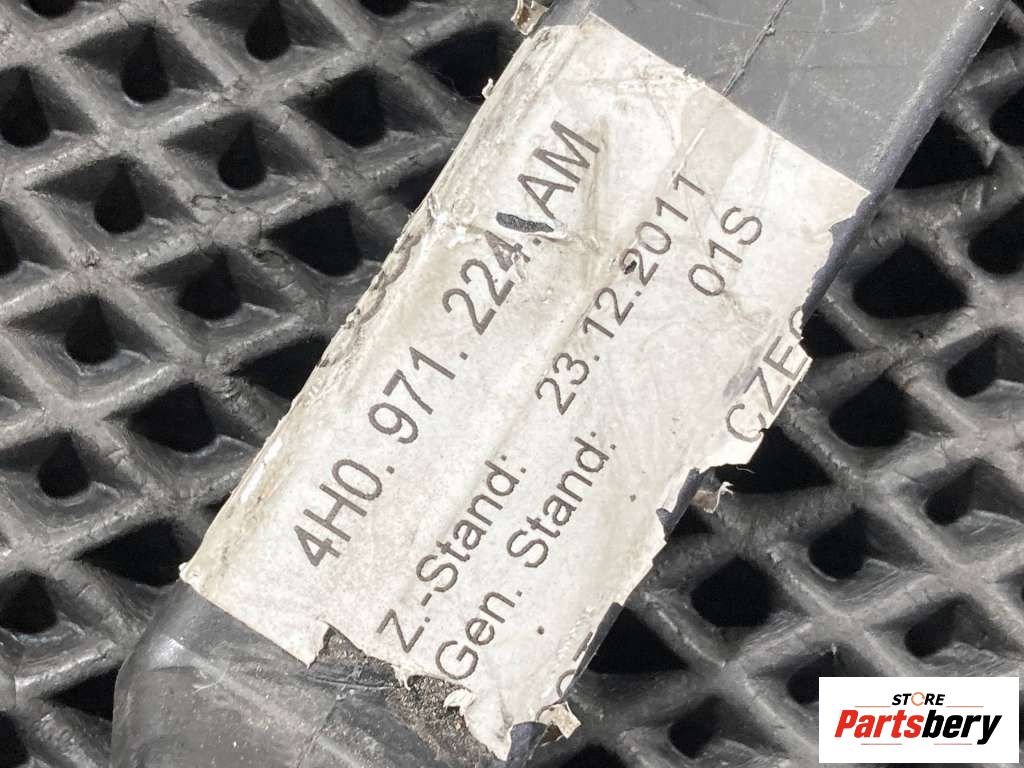 4H0.971.224.AM
Z.-Stand: 23.12.2011
Gen. Stand: 01S
STORE
Partsbery